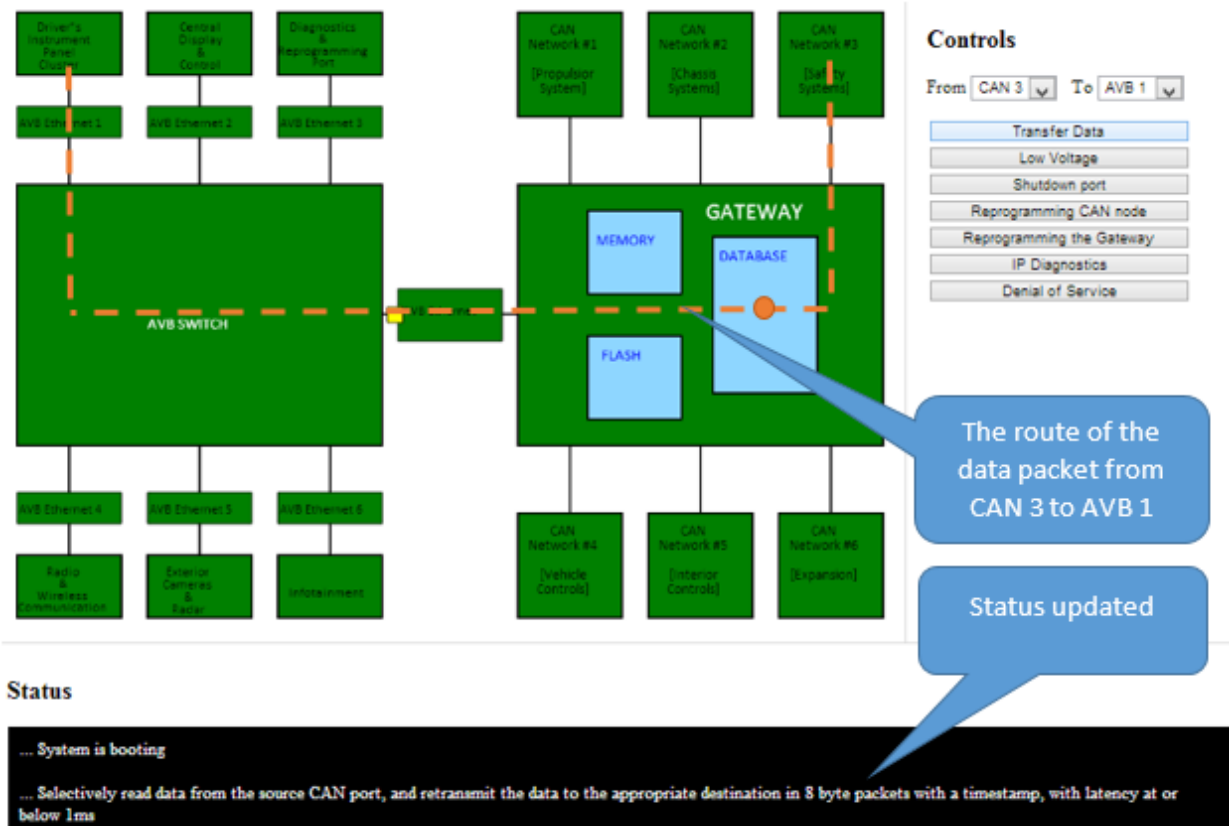 Driver's
Instrument
Panel
Cluster
Central
Display
&
Control
Diagnostics
&
Reprogramming
Port
CAN
Network #1
[Propulsior
System]
CAN
Network #2
[Chassis
Systems]
CAN
Network #3
[Safety
Systems]
Controls
From CAN 3 To AVB 1
Transfer Data
Low Voltage
Shutdown port
Reprogramming CAN node
Reprogramming the Gateway
IP Diagnostics
Denial of Service
AVB Ethernet 1
AVB Ethernet 2
AVB Ethernet 3
GATEWAY
MEMORY
DATABASE
FLASH
AVB SWITCH
The route of the
data packet from
CAN 3 to AVB 1
AVB Ethernet 4
AVB Ethernet 5
AVB Ethernet 6
Radio
&
Wireless
Communication
Exterior
Cameras
&
Radar
Infotainment
CAN
Network #4
[Vehicle
Controls]
CAN
Network #5
[Interior
Controls]
CAN
Network #6
[Expansion]
Status updated
Status
... System is booting
... Selectively read data from the source CAN port, and retransmit the data to the appropriate destination in 8 byte packets with a timestamp, with latency at or
below 1ms